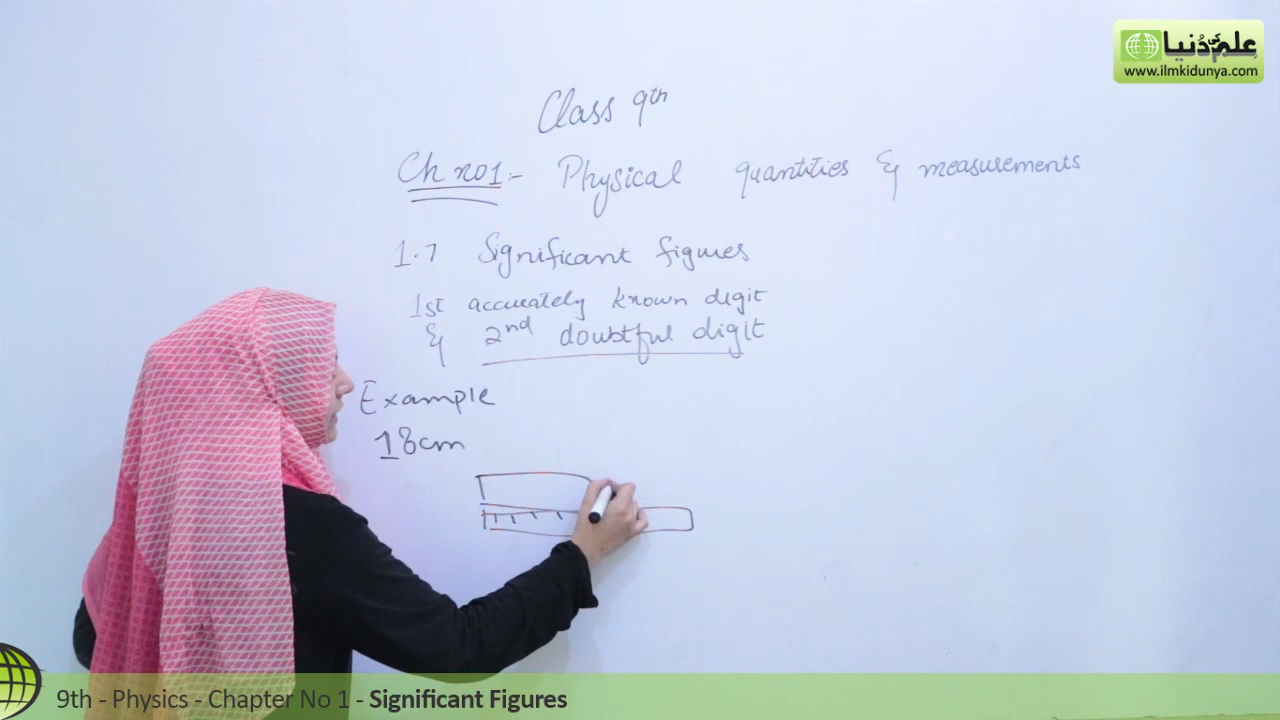 علم کی دنیا
www.ilmkidunya.com
Class 9th
Ch no1:- Physical quantities & measurements
1.7 Significant figures
1st accurately known digit
& 2nd doubtful digit
Example
18cm
9th - Physics - Chapter No 1 - Significant Figures